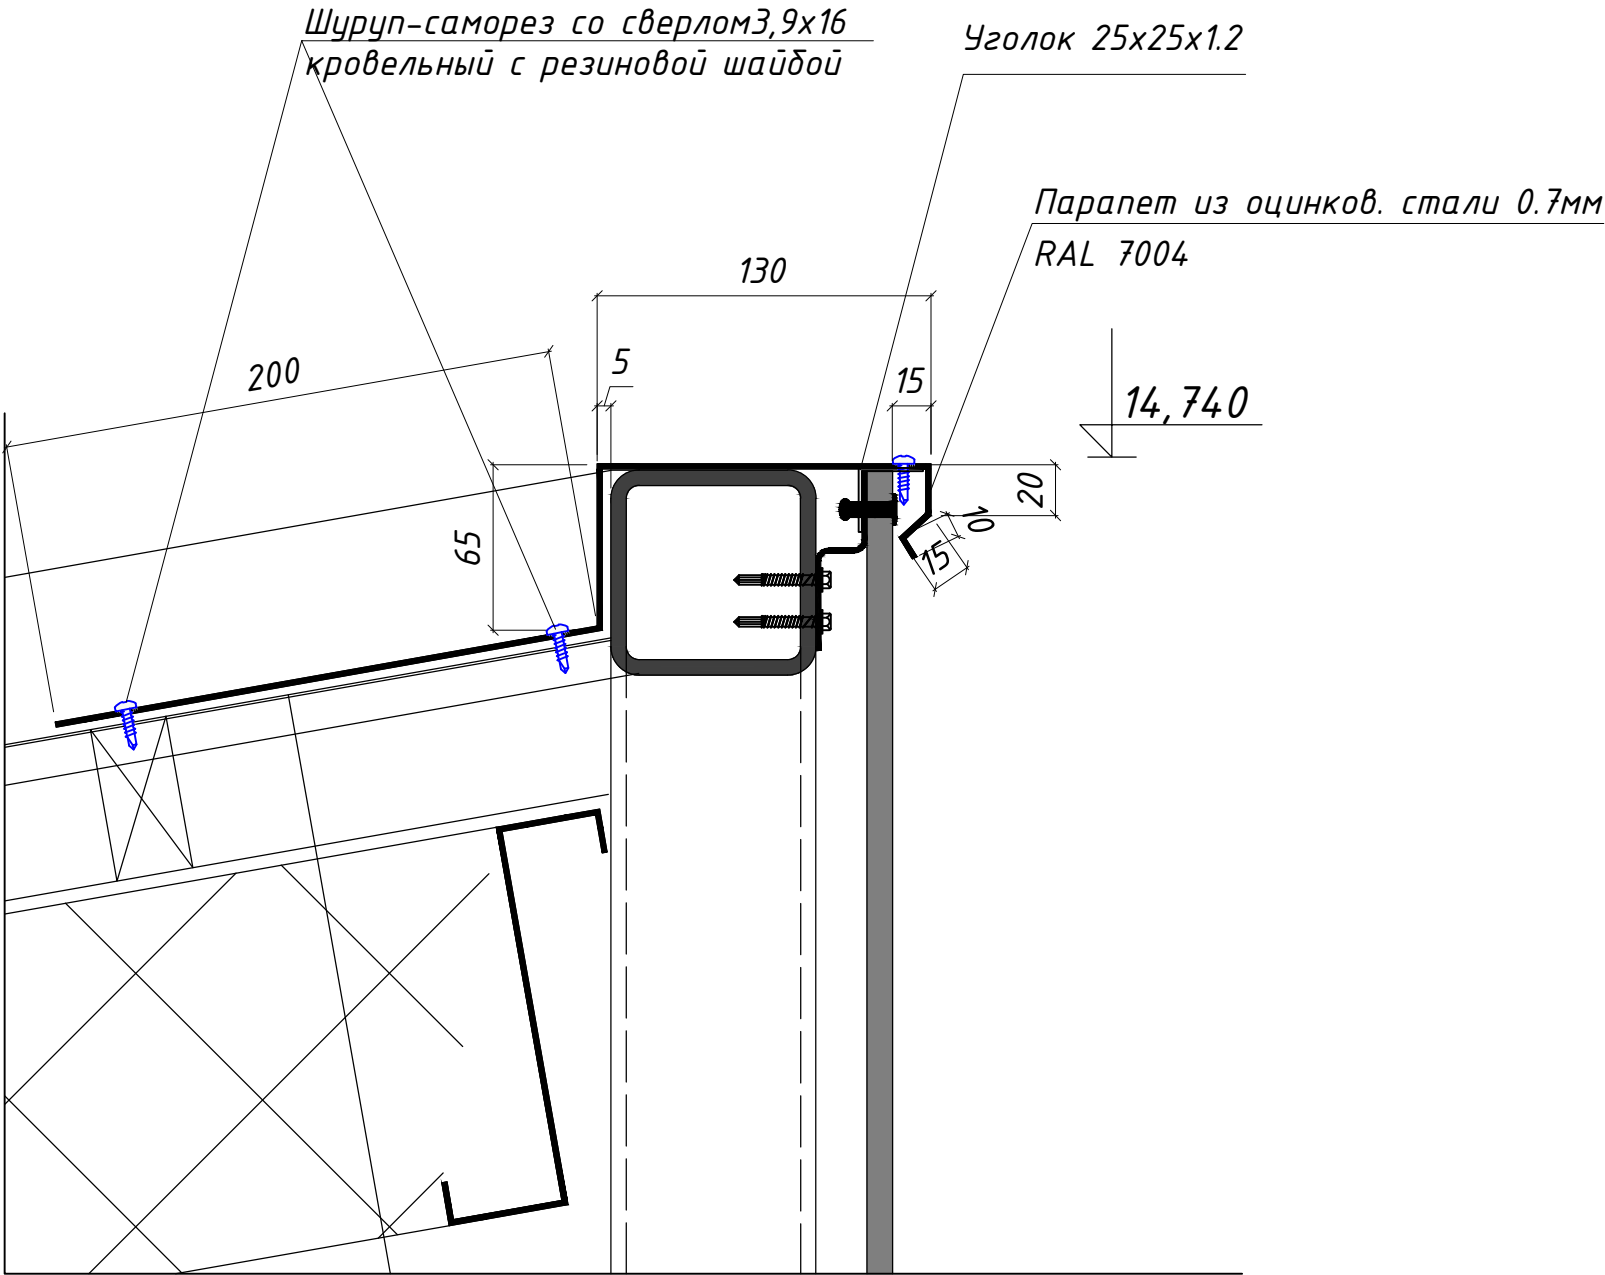 Шуруп-саморез со сверлом3,9х16
кровельный с резиновой шайбой
Уголок 25х25х1.2
Парапет из оцинков. стали 0.7мм
RAL 7004
130
200
5
15
14,740
65
20
10
15